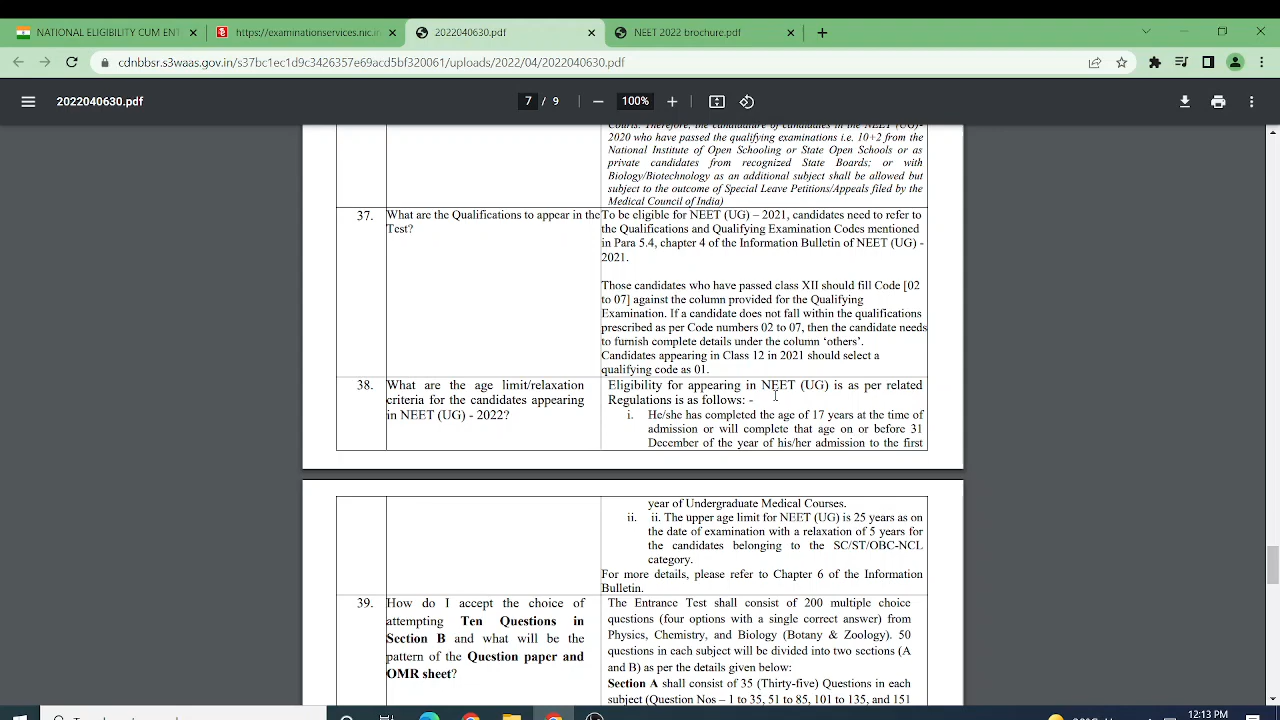 NATIONAL ELIGIBILITY CUM ENT
https://examinationservices.nic.in
2022040630.pdf
NEET 2022 brochure.pdf
cdnbbsr.s3waas.gov.in/s37bc1ec1d9c3426357e69acd5bf320061/uploads/2022/04/2022040630.pdf
2022040630.pdf
7 / 9
100%
2020 who have passed the qualifying examinations i.e. 10+2 from the
National Institute of Open Schooling or State Open Schools or as
private candidates from recognized State Boards; or with
Biology/Biotechnology as an additional subject shall be allowed but
subject to the outcome of Special Leave Petitions/Appeals filed by the
Medical Council of India)
37.
What are the Qualifications to appear in the
Test?
To be eligible for NEET (UG) – 2021, candidates need to refer to
the Qualifications and Qualifying Examination Codes mentioned
in Para 5.4, chapter 4 of the Information Bulletin of NEET (UG) -
2021.
Those candidates who have passed class XII should fill Code [02
to 07] against the column provided for the Qualifying
Examination. If a candidate does not fall within the qualifications
prescribed as per Code numbers 02 to 07, then the candidate needs
to furnish complete details under the column ‘others’.
Candidates appearing in Class 12 in 2021 should select a
qualifying code as 01.
38.
What are the age limit/relaxation
criteria for the candidates appearing
in NEET (UG) - 2022?
Eligibility for appearing in NEET (UG) is as per related
Regulations is as follows: -
i. He/she has completed the age of 17 years at the time of
admission or will complete that age on or before 31
December of the year of his/her admission to the first
year of Undergraduate Medical Courses.
ii. ii. The upper age limit for NEET (UG) is 25 years as on
the date of examination with a relaxation of 5 years for
the candidates belonging to the SC/ST/OBC-NCL
category.
For more details, please refer to Chapter 6 of the Information
Bulletin.
39.
How do I accept the choice of
attempting Ten Questions in
Section B and what will be the
pattern of the Question paper and
OMR sheet?
The Entrance Test shall consist of 200 multiple choice
questions (four options with a single correct answer) from
Physics, Chemistry, and Biology (Botany & Zoology). 50
questions in each subject will be divided into two sections (A
and B) as per the details given below:
Section A shall consist of 35 (Thirty-five) Questions in each
subject (Question Nos – 1 to 35, 51 to 85, 101 to 135, and 151
12:13 PM